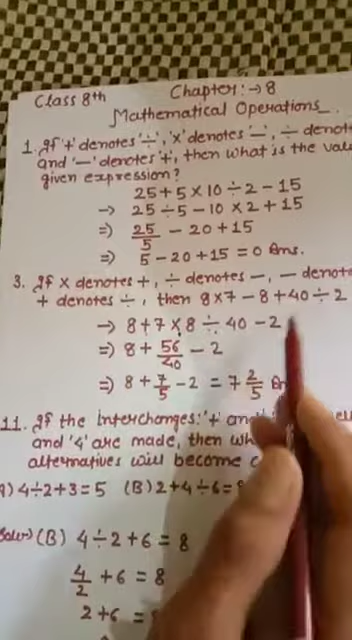 Class 8th Chapter:→8
Mathematical Operations
1. If '+' denotes '÷', 'x' denotes '—', ÷ denot
and '—' denotes '+', then what is the val
given expression?
25+5×10÷2-15
→ 25÷5-10×2+15
⇒ 25/5 -20+15
⇒ 5-20+15=0 Ans.
3. If x denotes +, ÷ denotes —, — denote
+ denotes ÷, then 8×7-8+40÷2
→ 8+7×8÷40-2
⇒ 8+56/40-2
⇒ 8+7/5-2=7 2/5
11. If the interchanges:'+' an
and '4' are made, then wh
alternatives will become
A) 4÷2+3=5 (B) 2+4÷6=
(B) 4÷2+6=8
4/2+6=8
2+6=